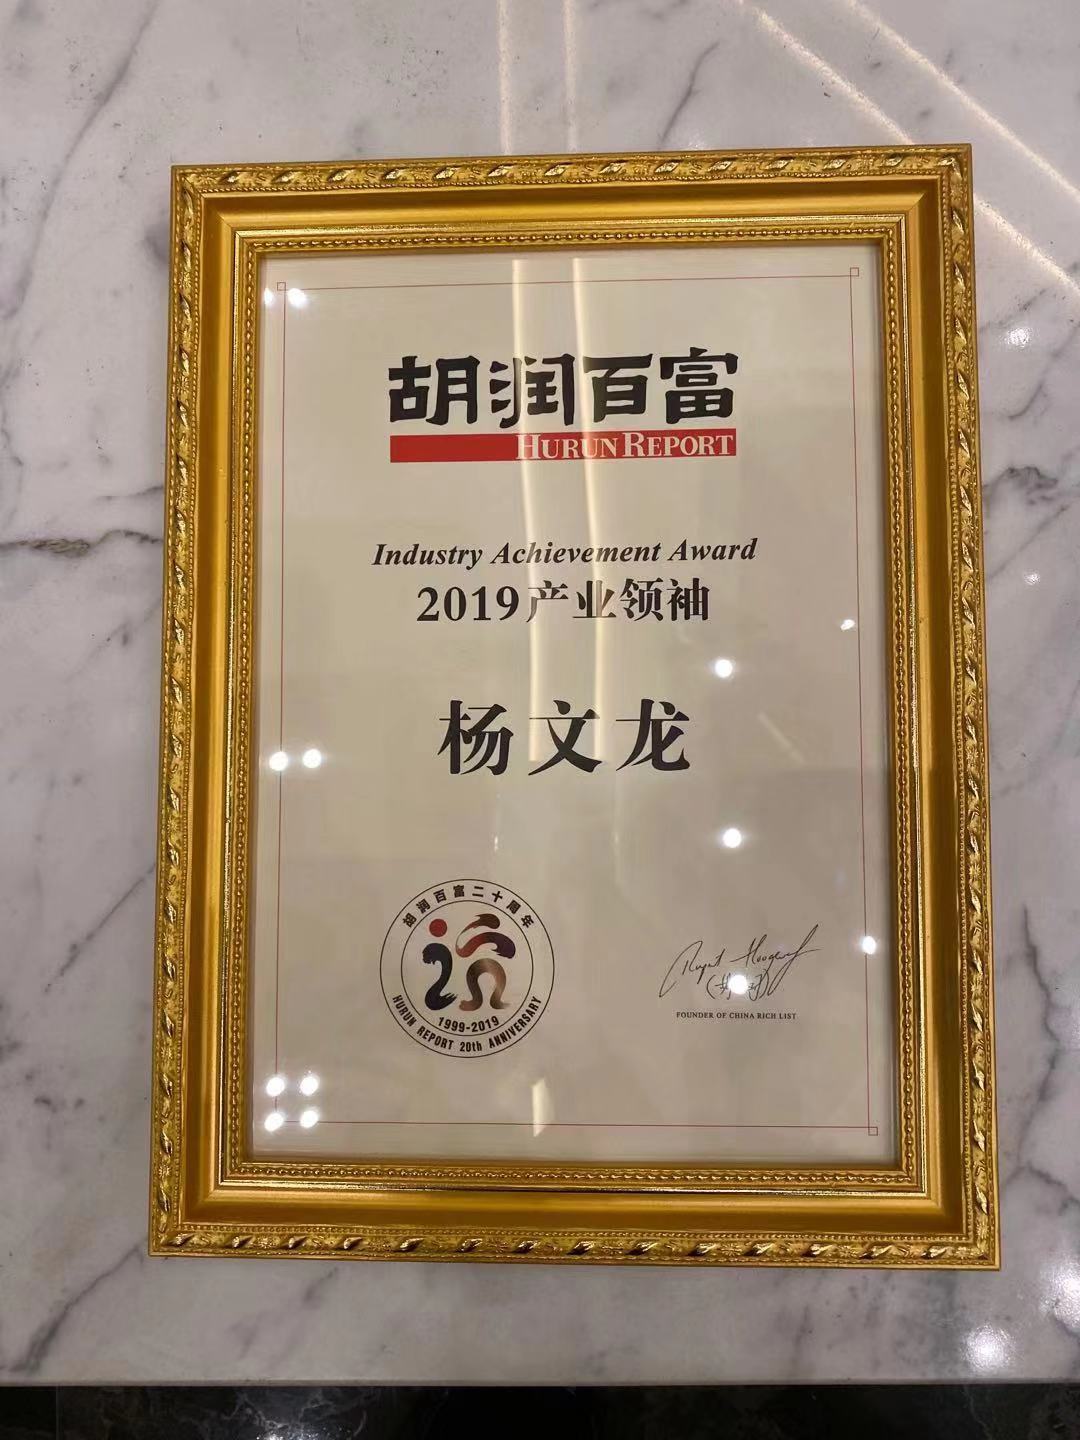 胡润百富
HURUN REPORT
Industry Achievement Award
2019产业领袖
杨文龙
胡润百富二十周年
1999-2019
HURUN REPORT 20th ANNIVERSARY
FOUNDER OF CHINA RICH LIST